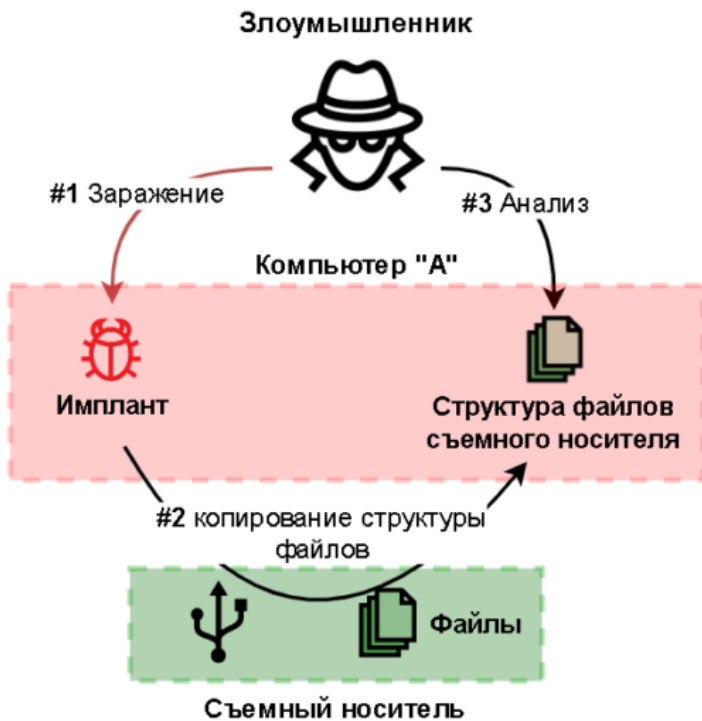 Злоумышленник
#1 Заражение
#3 Анализ
Компьютер "А"
Имплант
Структура файлов
съемного носителя
#2 копирование структуры
файлов
Файлы
Съемный носитель